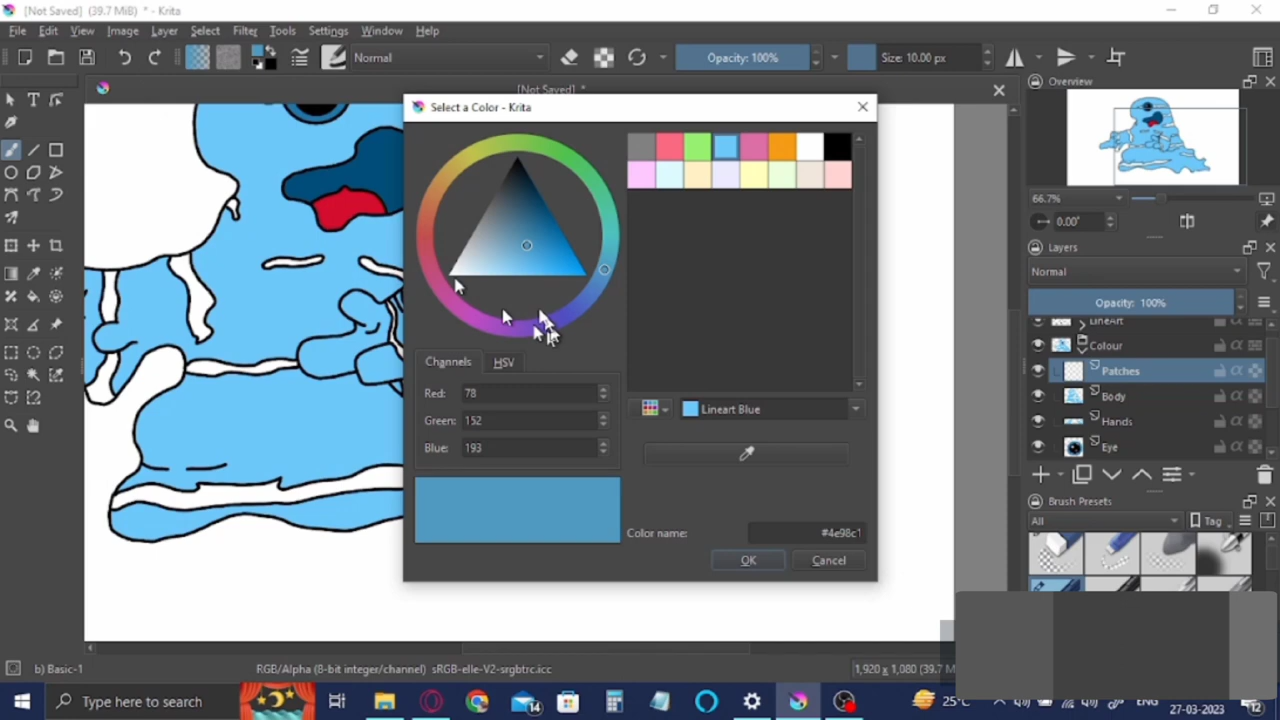 [Not Saved] (39.7 MiB) * - Krita
File Edit View Image Layer Select Filter Tools Settings Window Help
Normal
Opacity: 100%
Size: 10.00 px
[Not Saved] *
Overview
66.7%
0.00°
Layers
Normal
Opacity: 100%
LineArt
Colour
Patches
Body
Hands
Eye
Brush Presets
All
Tag
Select a Color - Krita
Channels HSV
Red: 78
Green: 152
Blue: 193
Lineart Blue
Color name: #4e98c1
OK Cancel
b) Basic-1
RGB/Alpha (8-bit integer/channel) sRGB-elle-V2-srgbtrc.icc
1,920 x 1,080 (39.7 M
Type here to search
14
25°C
ENG
27-03-2023
12